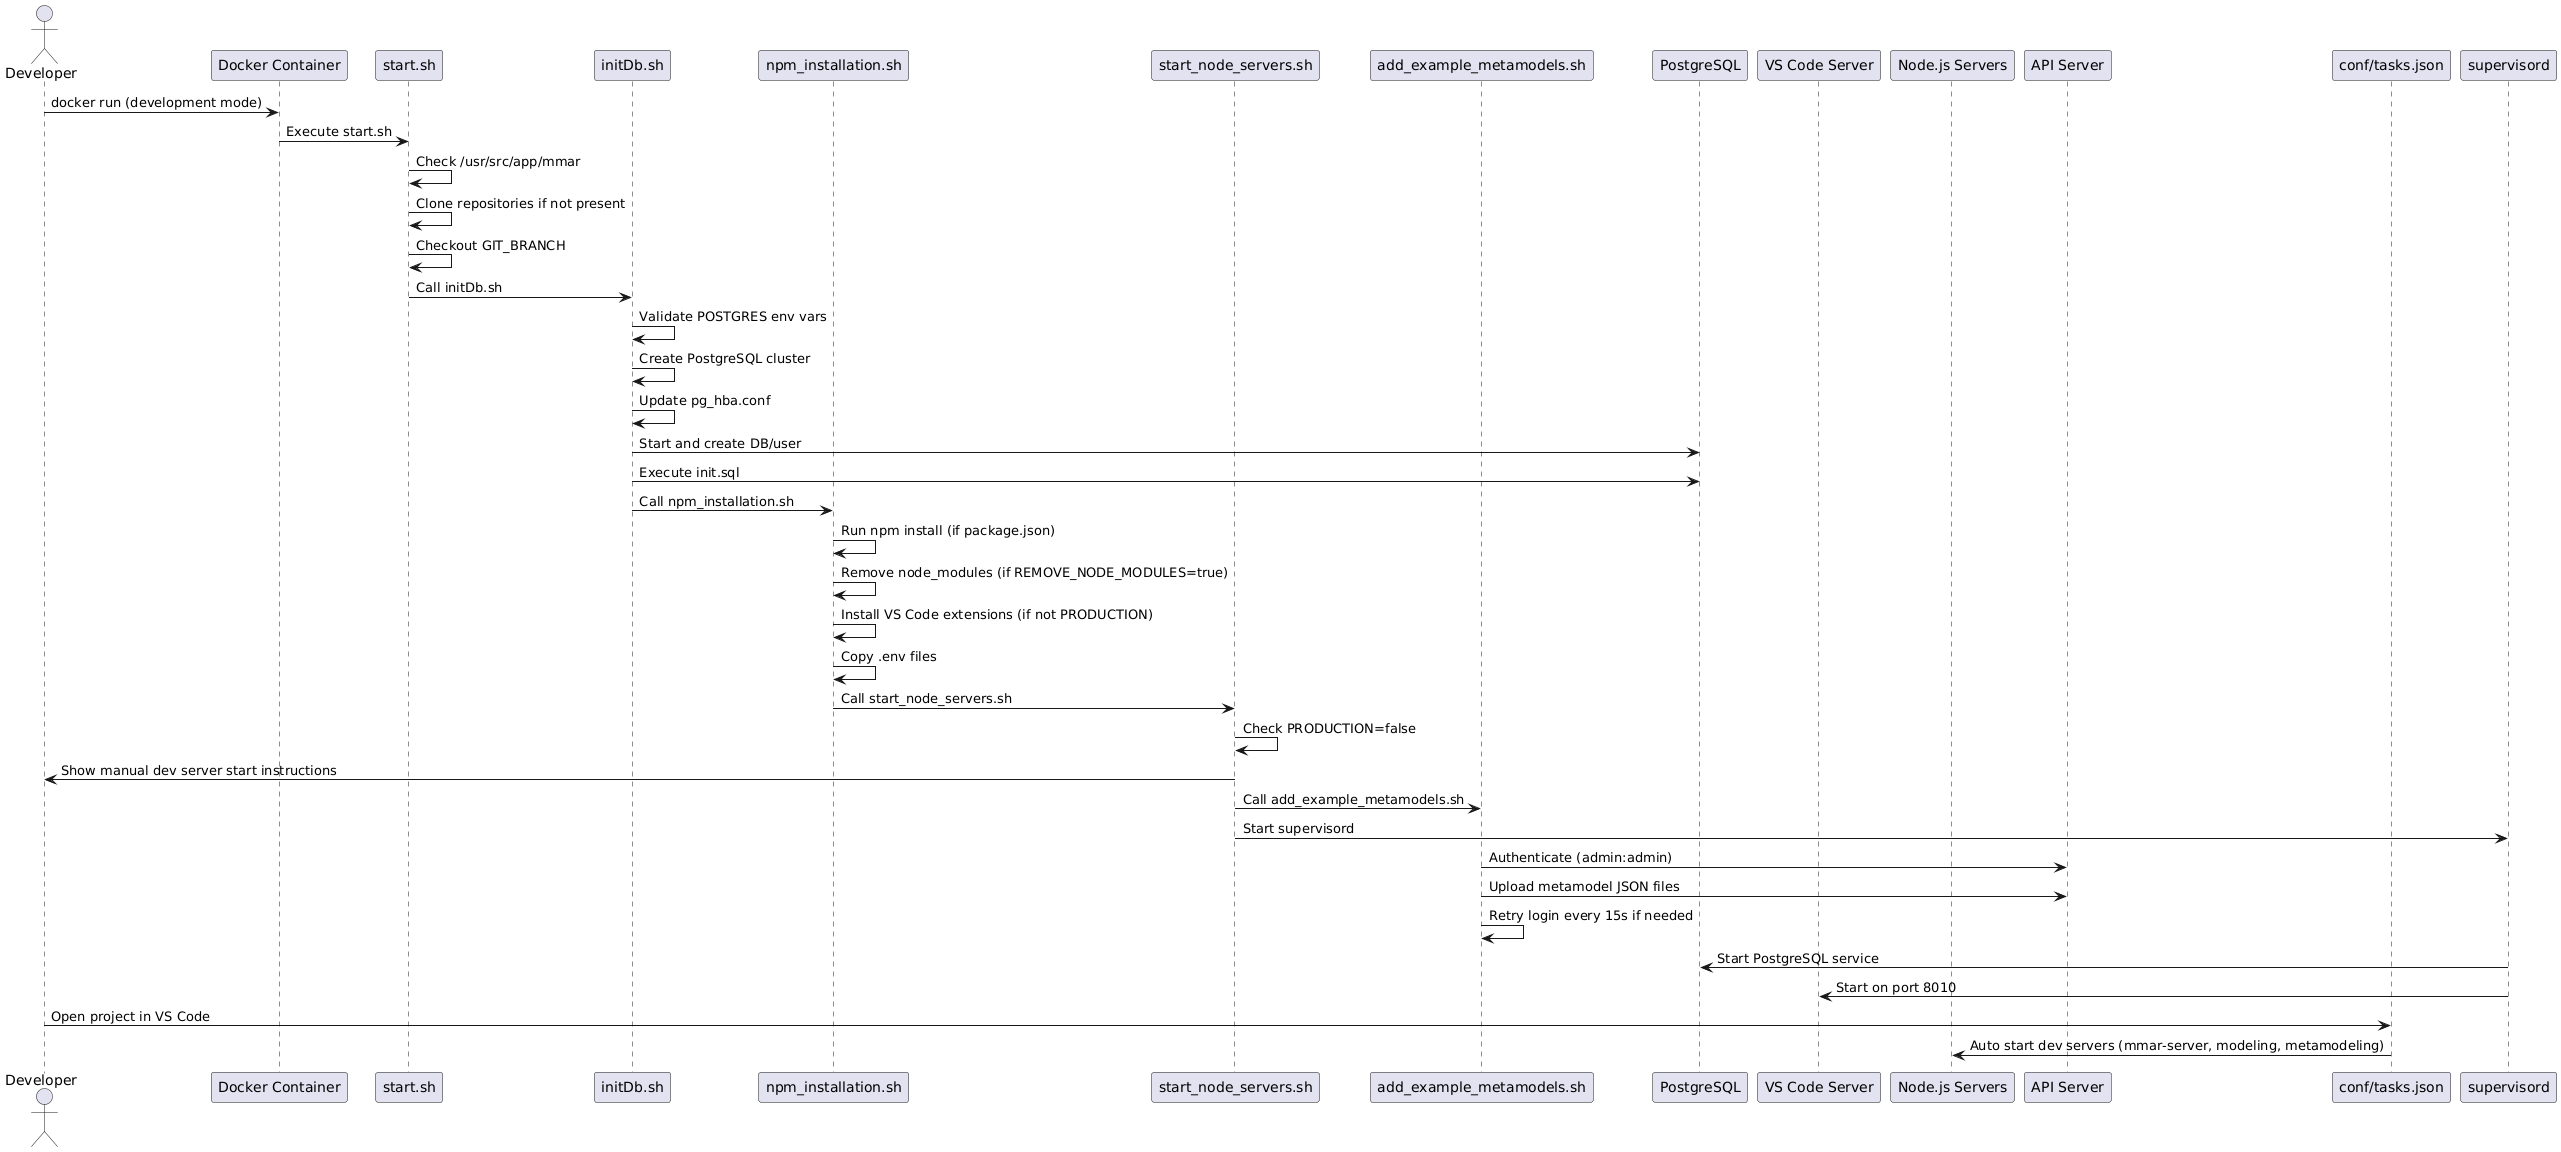 Developer
Docker Container
start.sh
initDb.sh
npm_installation.sh
start_node_servers.sh
add_example_metamodels.sh
PostgreSQL
VS Code Server
Node.js Servers
API Server
conf/tasks.json
supervisord
docker run (development mode)
Execute start.sh
Check /usr/src/app/mmar
Clone repositories if not present
Checkout GIT_BRANCH
Call initDb.sh
Validate POSTGRES env vars
Create PostgreSQL cluster
Update pg_hba.conf
Start and create DB/user
Execute init.sql
Call npm_installation.sh
Run npm install (if package.json)
Remove node_modules (if REMOVE_NODE_MODULES=true)
Install VS Code extensions (if not PRODUCTION)
Copy .env files
Call start_node_servers.sh
Check PRODUCTION=false
Show manual dev server start instructions
Call add_example_metamodels.sh
Start supervisord
Authenticate (admin:admin)
Upload metamodel JSON files
Retry login every 15s if needed
Start PostgreSQL service
Start on port 8010
Open project in VS Code
Auto start dev servers (mmar-server, modeling, metamodeling)
Developer
Docker Container
start.sh
initDb.sh
npm_installation.sh
start_node_servers.sh
add_example_metamodels.sh
PostgreSQL
VS Code Server
Node.js Servers
API Server
conf/tasks.json
supervisord